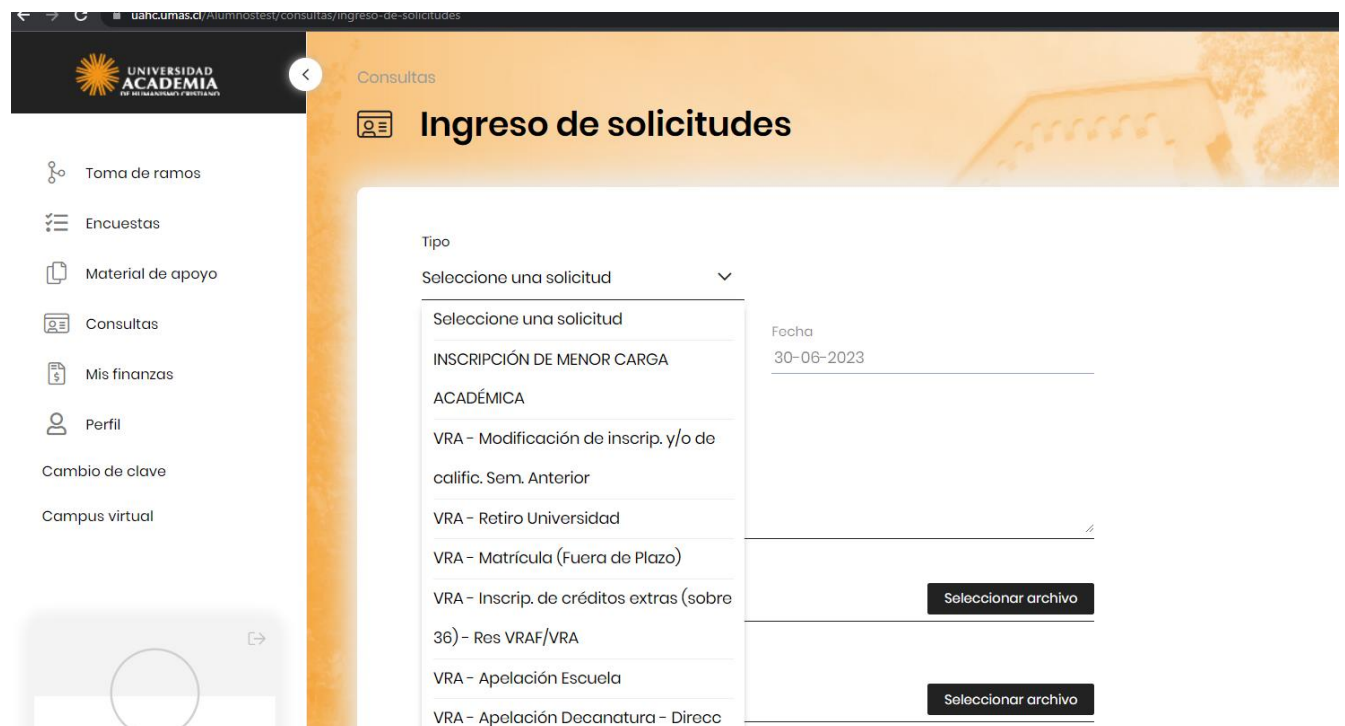 uahc.umas.cl/Alumnostest/consultas/ingreso-de-solicitudes
UNIVERSIDAD
ACADEMIA
DE HUMANISMO CRISTIANO
Toma de ramos
Encuestas
Material de apoyo
Consultas
Mis finanzas
Perfil
Cambio de clave
Campus virtual
Consultas
Ingreso de solicitudes
Tipo
Seleccione una solicitud
Seleccione una solicitud
INSCRIPCIÓN DE MENOR CARGA
ACADÉMICA
VRA - Modificación de inscrip. y/o de
calific. Sem. Anterior
VRA - Retiro Universidad
VRA - Matrícula (Fuera de Plazo)
VRA - Inscrip. de créditos extras (sobre
36) - Res VRAF/VRA
VRA - Apelación Escuela
VRA - Apelación Decanatura - Direcc
Fecha
30-06-2023
Seleccionar archivo
Seleccionar archivo